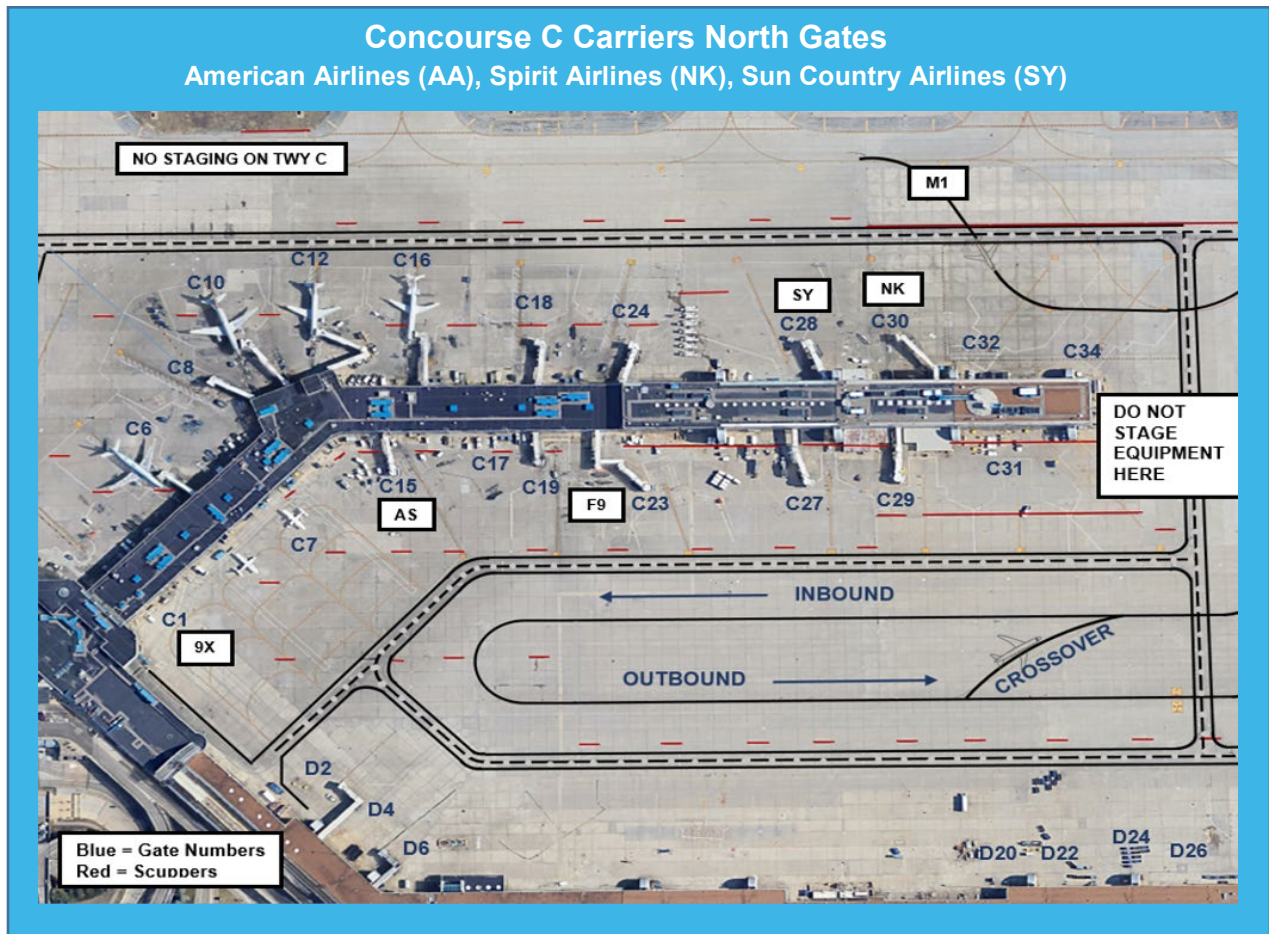 Concourse C Carriers North Gates
American Airlines (AA), Spirit Airlines (NK), Sun Country Airlines (SY)
NO STAGING ON TWY C
M1
C10
C12
C16
C18
C24
SY
C28
NK
C30
C32
C34
C8
C6
DO NOT
STAGE
EQUIPMENT
HERE
C15
AS
C17
C19
F9
C23
C27
C29
C31
C7
C1
9X
INBOUND
OUTBOUND
CROSSOVER
D2
D4
D6
D20
D22
D24
D26
Blue = Gate Numbers
Red = Scuppers